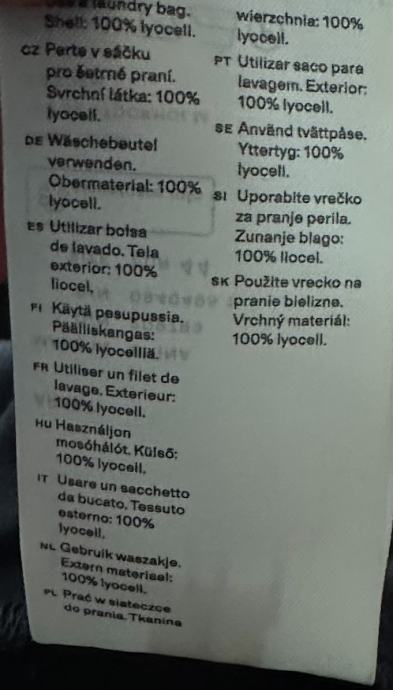 Use a laundry bag.
Shell: 100% lyocell.
CZ Perte v sáčku
pro šetrné praní.
Svrchní látka: 100%
lyocell.
DE Wäschebeutel
verwenden.
Obermaterial: 100%
lyocell.
ES Utilizar bolsa
de lavado. Tela
exterior: 100%
liocel.
FI Käytä pesupussia.
Päälliskangas:
100% lyocelliä.
FR Utiliser un filet de
lavage. Exterieur:
100% lyocell.
HU Használjon
mosóhálót. Külső:
100% lyocell.
IT Usare un sacchetto
da bucato. Tessuto
esterno: 100%
lyocell.
NL Gebruik waszakje.
Extern materiaal:
100% lyocell.
PL Prać w siateczce
do prania. Tkanina
wierzchnia: 100%
lyocell.
PT Utilizar saco para
lavagem. Exterior:
100% lyocell.
SE Använd tvättpåse.
Yttertyg: 100%
lyocell.
SI Uporabite vrečko
za pranje perila.
Zunanje blago:
100% liocel.
SK Použite vrecko na
pranie bielizne.
Vrchný materiál:
100% lyocell.